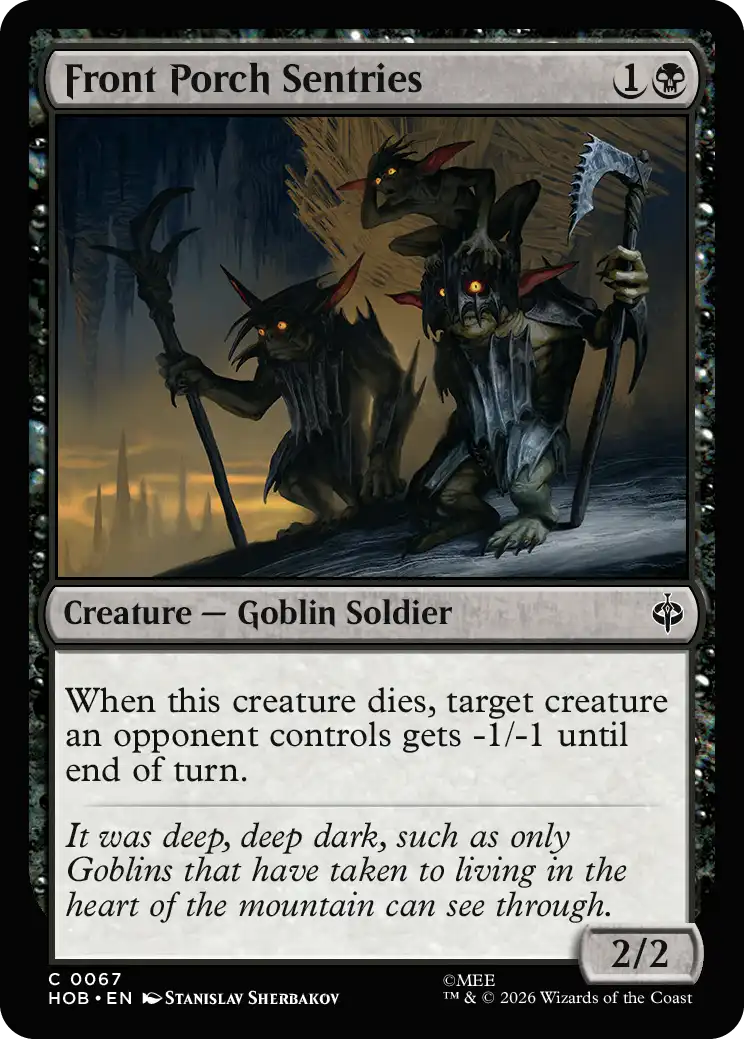 Front Porch Sentries 1
Creature — Goblin Soldier
When this creature dies, target creature
an opponent controls gets -1/-1 until
end of turn.
It was deep, deep dark, such as only
Goblins that have taken to living in the
heart of the mountain can see through.
2/2
C 0067
HOB • EN Stanislav Sherbakov
©MEE
™ & © 2026 Wizards of the Coast